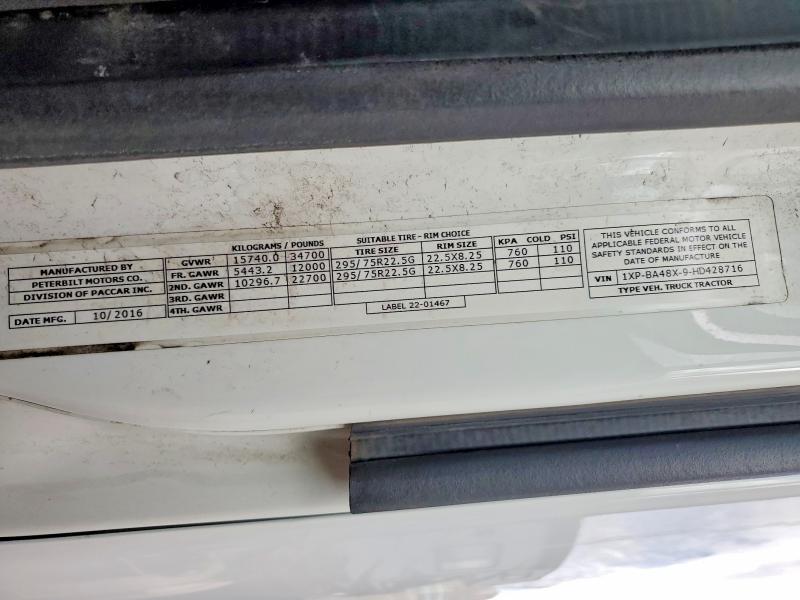 MANUFACTURED BY
PETERBILT MOTORS CO.
DIVISION OF PACCAR INC.
DATE MFG. 10/2016
KILOGRAMS / POUNDS
GVWR 15740.0 34700
FR. GAWR 5443.2 12000
2ND. GAWR 10296.7 22700
3RD. GAWR
4TH. GAWR
SUITABLE TIRE - RIM CHOICE
TIRE SIZE RIM SIZE
295/75R22.5G 22.5X8.25
295/75R22.5G 22.5X8.25
KPA COLD PSI
760 110
760 110
LABEL 22-01467
THIS VEHICLE CONFORMS TO ALL
APPLICABLE FEDERAL MOTOR VEHICLE
SAFETY STANDARDS IN EFFECT ON THE
DATE OF MANUFACTURE
VIN 1XP-BA48X-9-HD428716
TYPE VEH. TRUCK TRACTOR